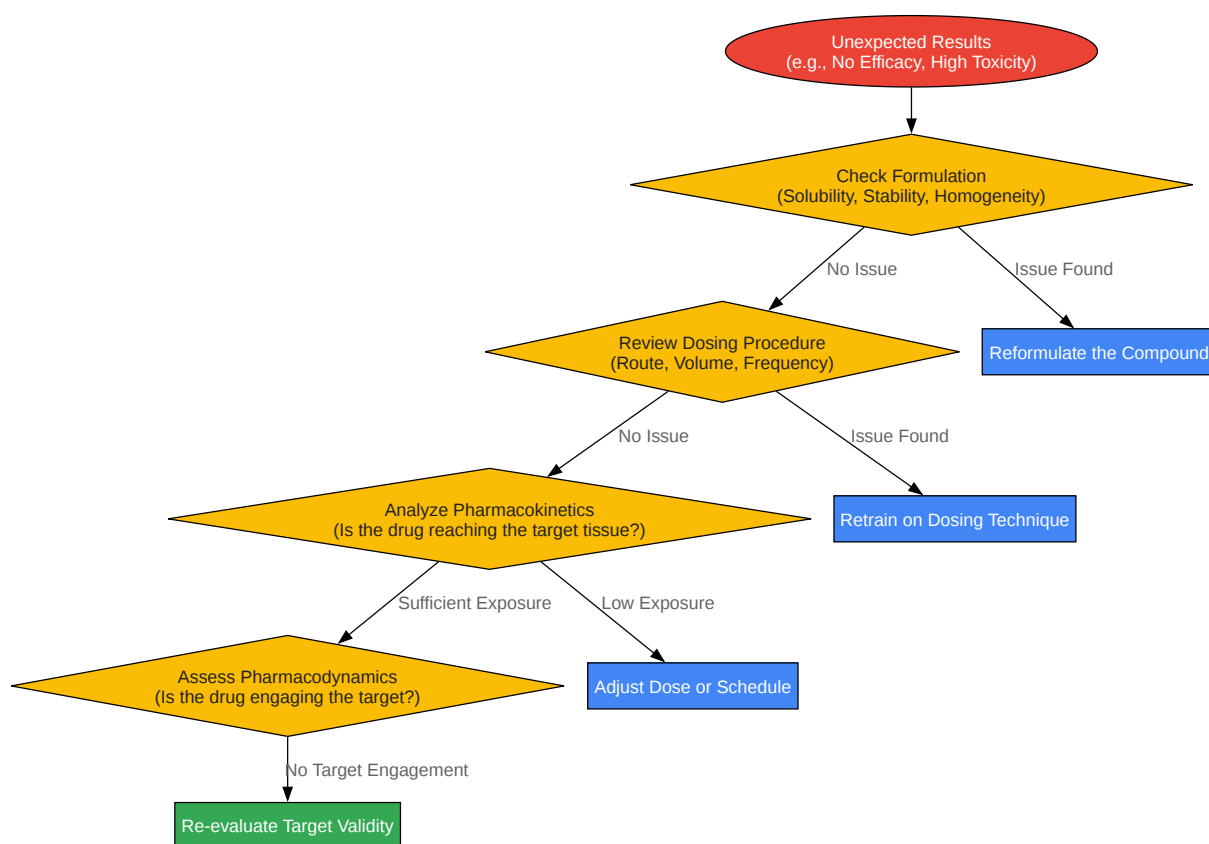 Unexpected Results
(e.g., No Efficacy, High Toxicity)
Check Formulation
(Solubility, Stability, Homogeneity)
No Issue
Issue Found
Review Dosing Procedure
(Route, Volume, Frequency)
Reformulate the Compound
No Issue
Issue Found
Analyze Pharmacokinetics
(Is the drug reaching the target tissue?)
Retrain on Dosing Technique
Sufficient Exposure
Low Exposure
Assess Pharmacodynamics
(Is the drug engaging the target?)
Adjust Dose or Schedule
No Target Engagement
Re-evaluate Target Validity